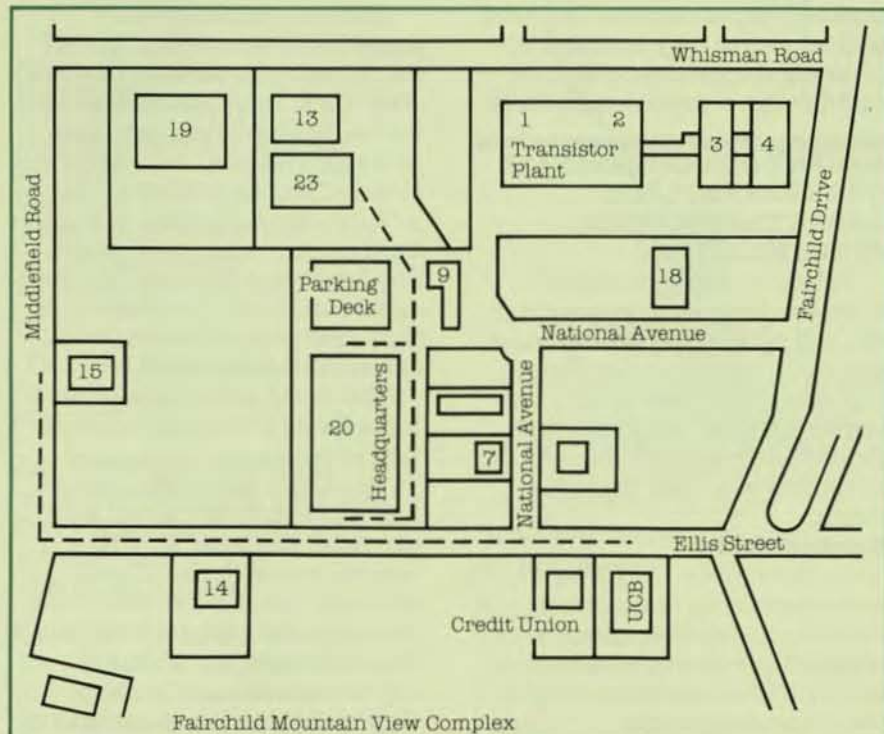 Whisman Road
19
13
1
2
Transistor
Plant
3
4
23
Middlefield Road
Fairchild Drive
Parking
Deck
9
18
National Avenue
15
20
Headquarters
7
National Avenue
Ellis Street
14
Credit Union
UCB
Fairchild Mountain View Complex